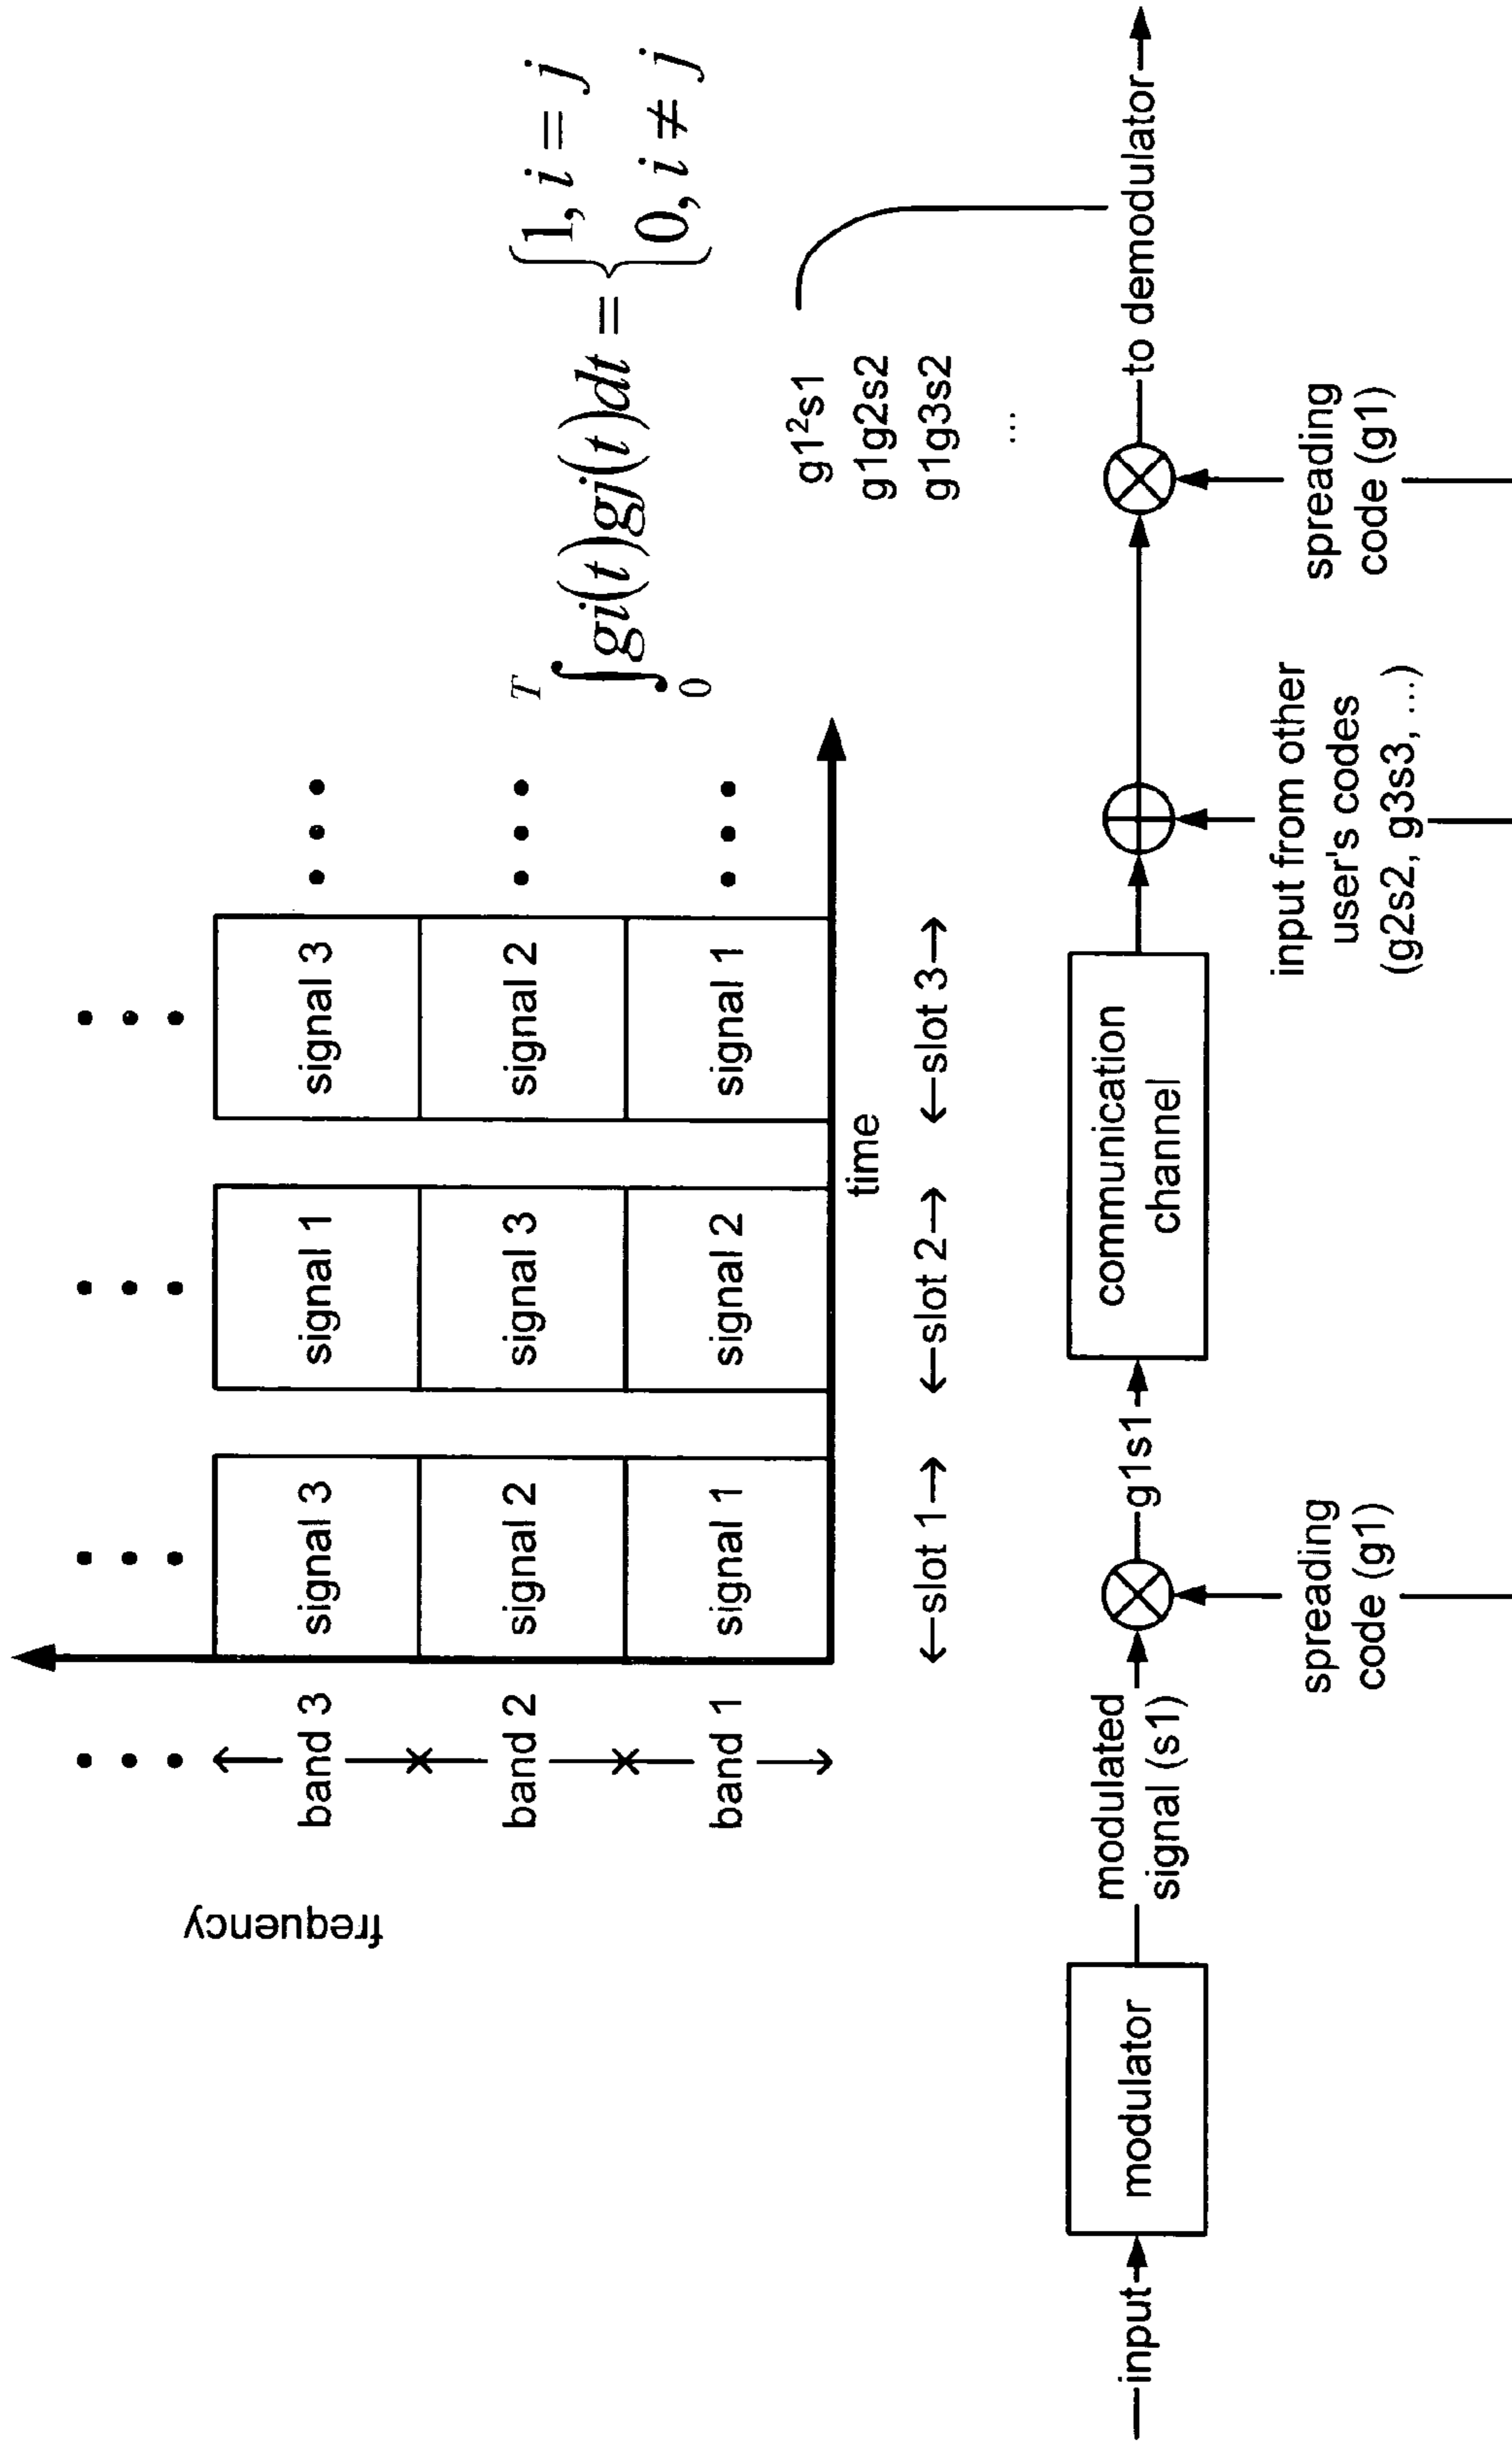 frequency
band 3
band 2
band 1
signal 3
signal 2
signal 1
signal 1
signal 3
signal 2
signal 3
signal 2
signal 1
time
slot 1
slot 2
slot 3
T
∫gi(t)gj(t)dt = {1, i = j
0
0, i ≠ j
g1²s1
g1g2s2
g1g3s2
...
input
modulator
modulated
signal (s1)
spreading
code (g1)
g1s1
communication
channel
input from other
user's codes
(g2s2, g3s3, ...)
spreading
code (g1)
to demodulator